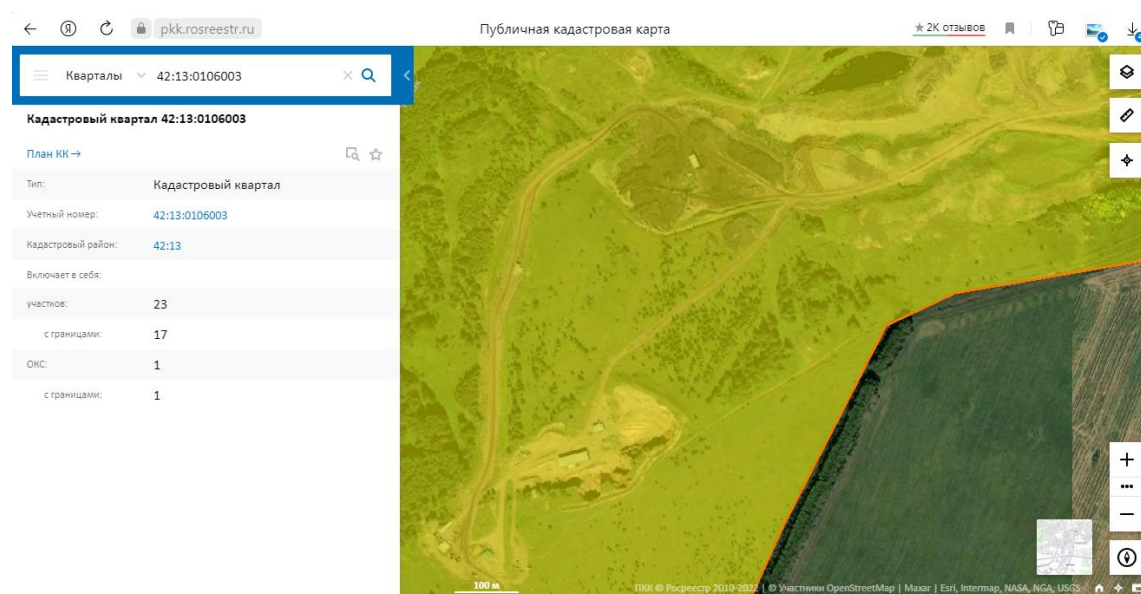 pkk.rosreestr.ru
Публичная кадастровая карта
★ 2K отзывов
Кварталы 42:13:0106003
Кадастровый квартал 42:13:0106003
План КК →
Тип: Кадастровый квартал
Учетный номер: 42:13:0106003
Кадастровый район: 42:13
Включает в себя:
участков: 23
с границами: 17
ОКС: 1
с границами: 1
100 м
ПКК © Росреестр 2010-2022 | © Участники OpenStreetMap | Maxar | Esri, Intermap, NASA, NGA, USGS